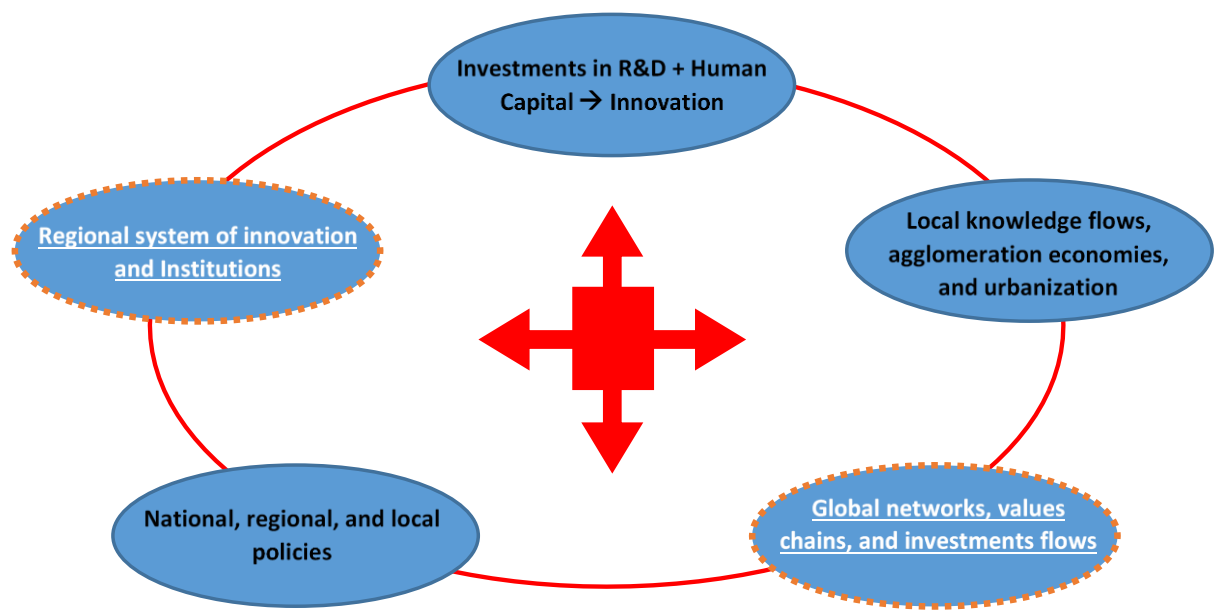 Investments in R&D + Human
Capital → Innovation
Regional system of innovation
and Institutions
Local knowledge flows,
agglomeration economies,
and urbanization
National, regional, and local
policies
Global networks, values
chains, and investments flows